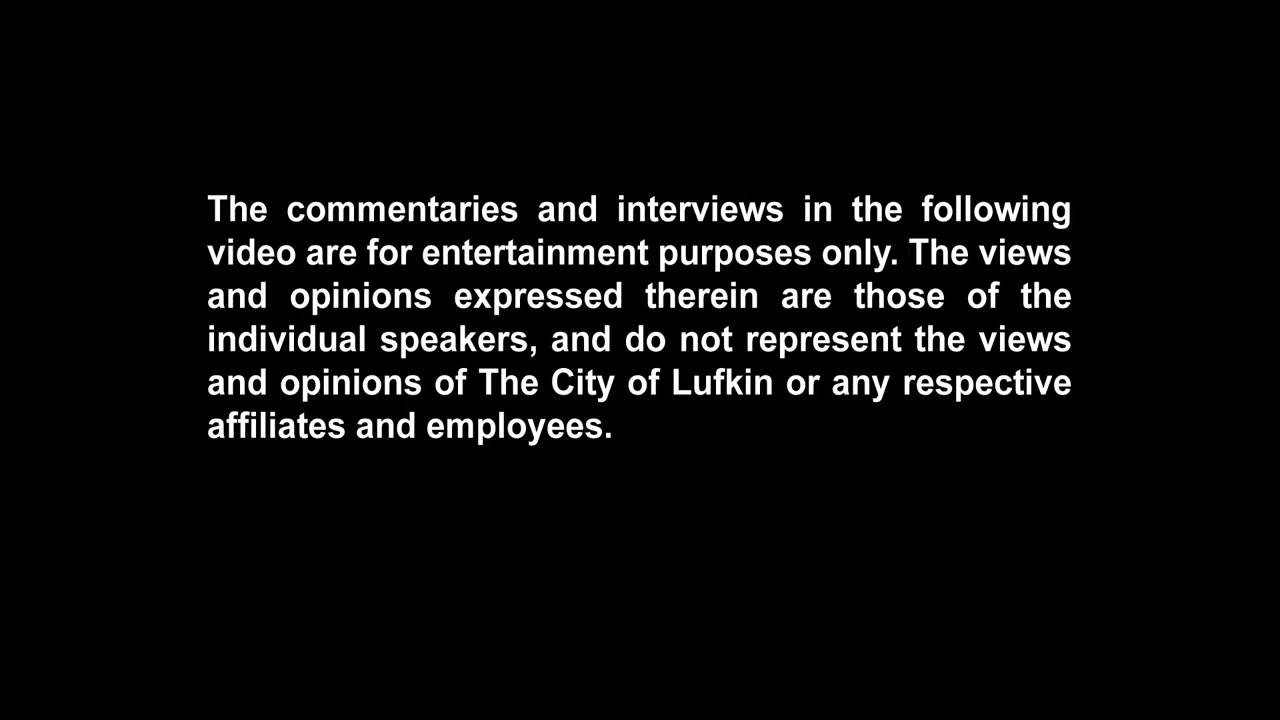 The commentaries and interviews in the following
video are for entertainment purposes only. The views
and opinions expressed therein are those of the
individual speakers, and do not represent the views
and opinions of The City of Lufkin or any respective
affiliates and employees.